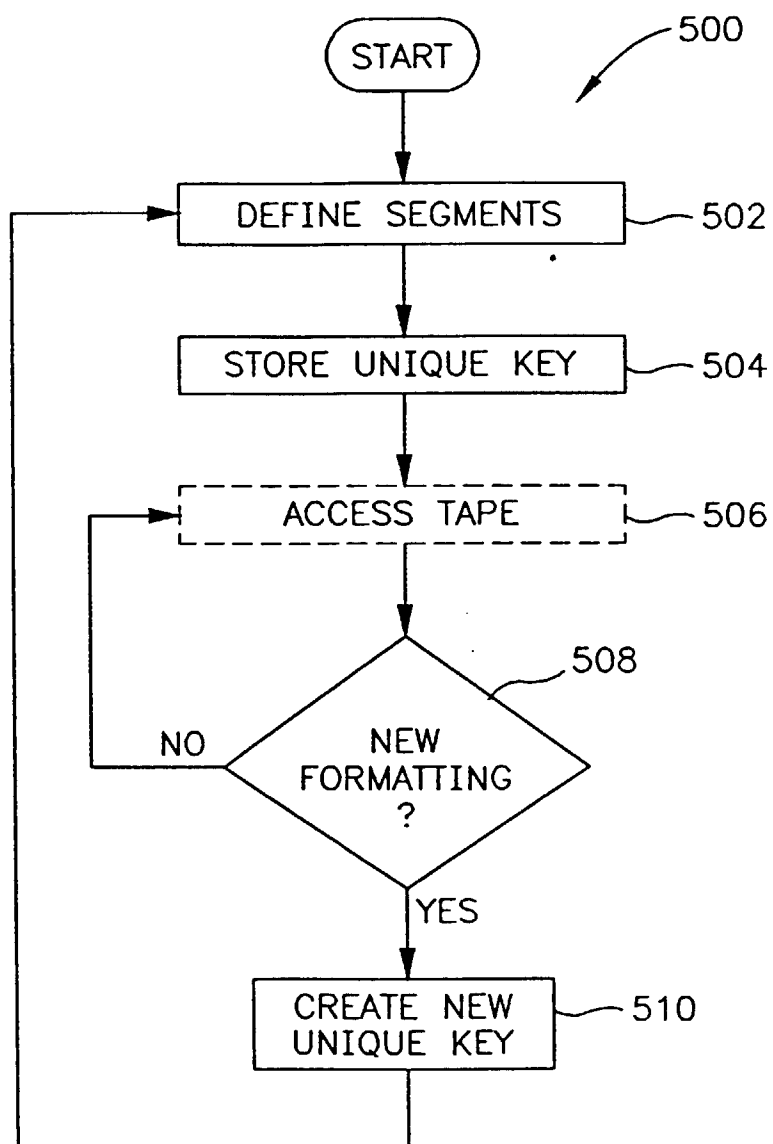 START
500
DEFINE SEGMENTS
502
STORE UNIQUE KEY
504
ACCESS TAPE
506
508
NO
NEW
FORMATTING
?
YES
CREATE NEW
UNIQUE KEY
510